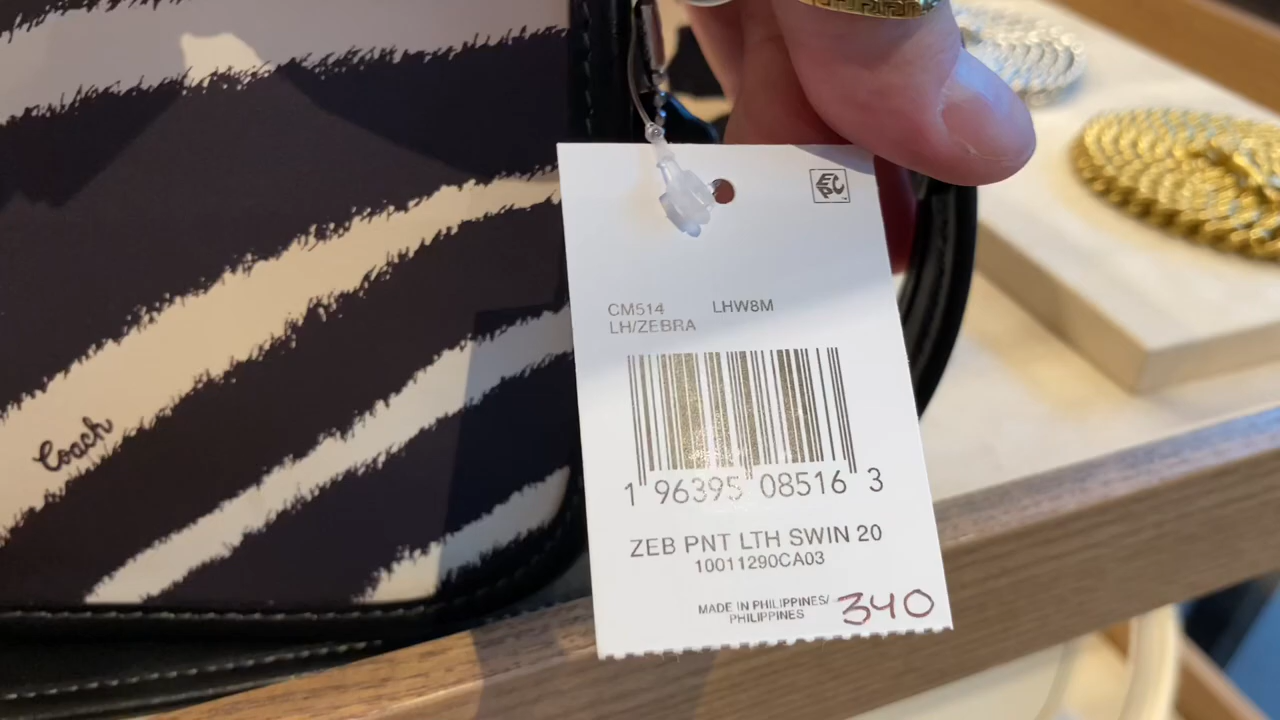 Coach
EPC
CM514 LHW8M
LH/ZEBRA
1 96395 08516 3
ZEB PNT LTH SWIN 20
10011290CA03
MADE IN PHILIPPINES/
PHILIPPINES
340